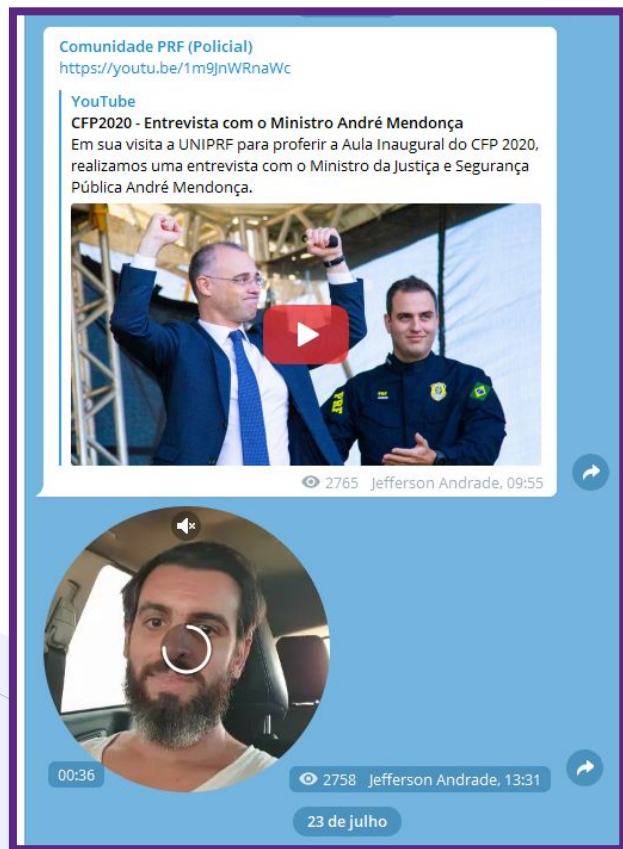 Comunidade PRF (Policial)
https://youtu.be/1m9JnWRnaWc
YouTube
CFP2020 - Entrevista com o Ministro André Mendonça
Em sua visita a UNIPRF para proferir a Aula Inaugural do CFP 2020,
realizamos uma entrevista com o Ministro da Justiça e Segurança
Pública André Mendonça.
PRF
PRF
2765 Jefferson Andrade, 09:55
00:36
2758 Jefferson Andrade, 13:31
23 de julho